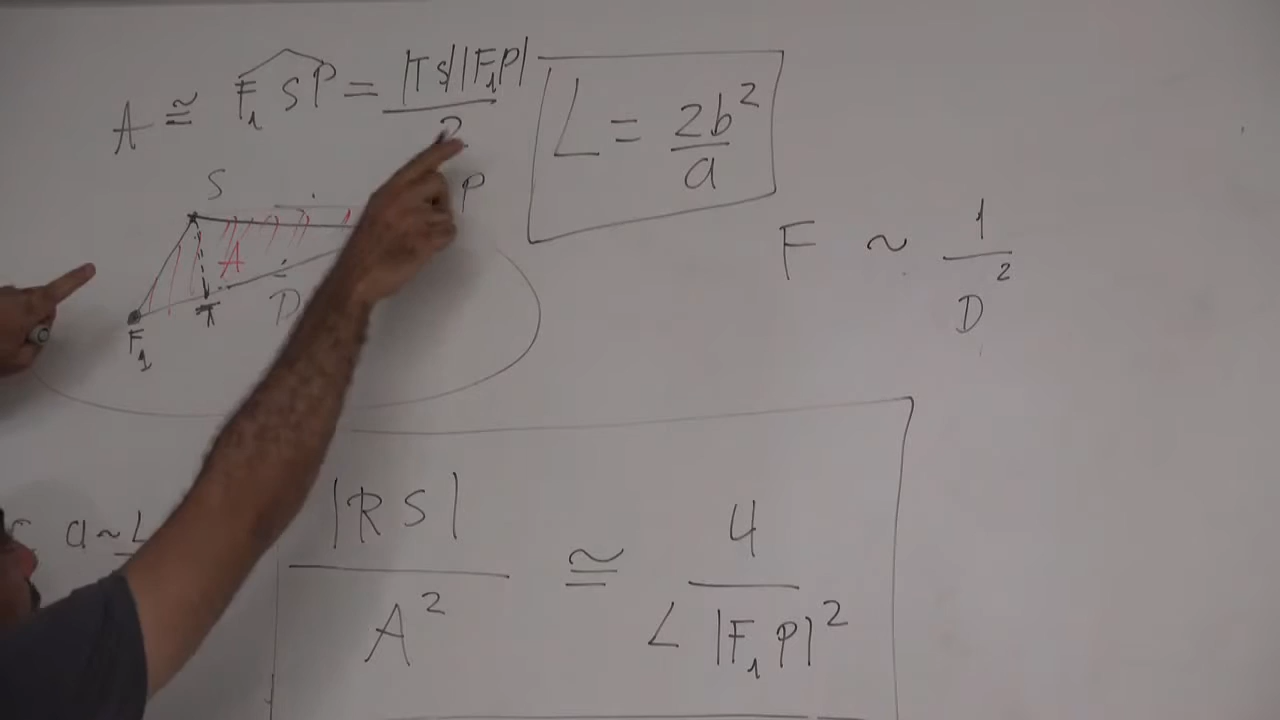 A ≅ F₁SP = |TS||F₁P| / 2
L = 2b² / a
S
P
A
T
D
F₁
F ~ 1 / D²
a ~ L
|RS| / A² ≅ 4 / L |F₁P|²